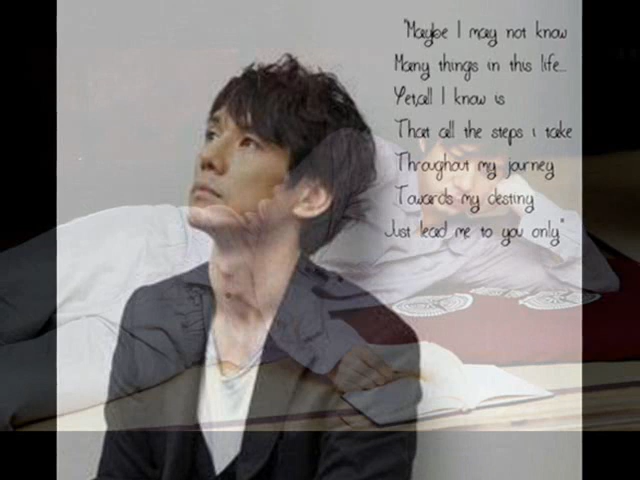 "Maybe I may not know
Many things in this life...
Yet,all I know is
That all the steps i take
Throughout my journey
Towards my destiny
Just lead me to you only"